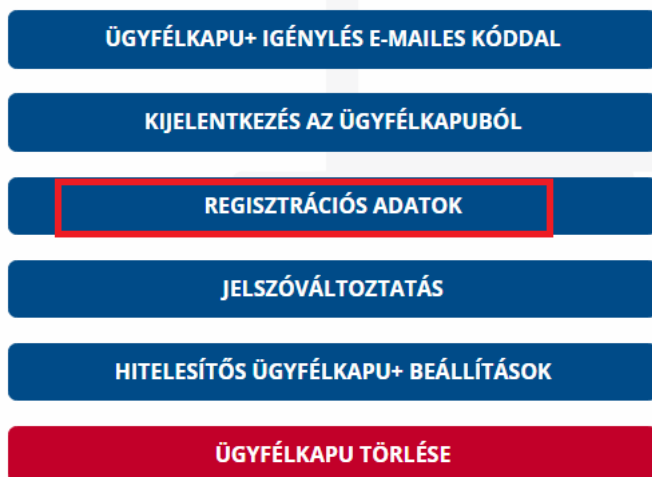 ÜGYFÉLKAPU+ IGÉNYLÉS E-MAILES KÓDDAL
KIJELENTKEZÉS AZ ÜGYFÉLKAPUBÓL
REGISZTRÁCIÓS ADATOK
JELSZÓVÁLTOZTATÁS
HITELESÍTŐS ÜGYFÉLKAPU+ BEÁLLÍTÁSOK
ÜGYFÉLKAPU TÖRLÉSE